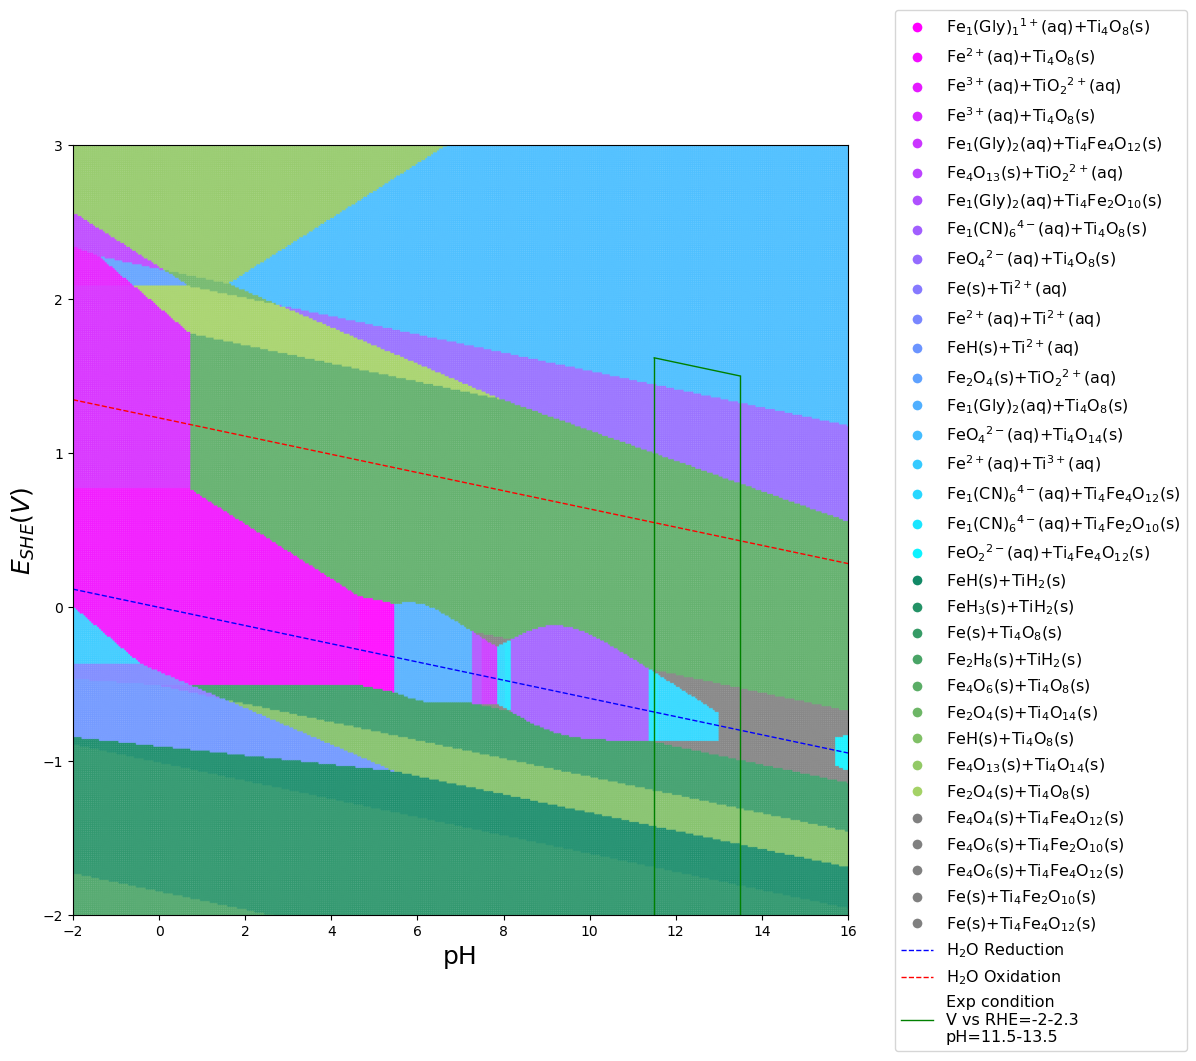 Fe₁(Gly)₁¹⁺(aq)+Ti₄O₈(s)
Fe²⁺(aq)+Ti₄O₈(s)
Fe³⁺(aq)+TiO₂²⁺(aq)
Fe³⁺(aq)+Ti₄O₈(s)
Fe₁(Gly)₂(aq)+Ti₄Fe₄O₁₂(s)
Fe₄O₁₃(s)+TiO₂²⁺(aq)
Fe₁(Gly)₂(aq)+Ti₄Fe₂O₁₀(s)
Fe₁(CN)₆⁴⁻(aq)+Ti₄O₈(s)
FeO₄²⁻(aq)+Ti₄O₈(s)
Fe(s)+Ti²⁺(aq)
Fe²⁺(aq)+Ti²⁺(aq)
FeH(s)+Ti²⁺(aq)
Fe₂O₄(s)+TiO₂²⁺(aq)
Fe₁(Gly)₂(aq)+Ti₄O₈(s)
FeO₄²⁻(aq)+Ti₄O₁₄(s)
Fe²⁺(aq)+Ti³⁺(aq)
Fe₁(CN)₆⁴⁻(aq)+Ti₄Fe₄O₁₂(s)
Fe₁(CN)₆⁴⁻(aq)+Ti₄Fe₂O₁₀(s)
FeO₂²⁻(aq)+Ti₄Fe₄O₁₂(s)
FeH(s)+TiH₂(s)
FeH₃(s)+TiH₂(s)
Fe(s)+Ti₄O₈(s)
Fe₂H₈(s)+TiH₂(s)
Fe₄O₆(s)+Ti₄O₈(s)
Fe₂O₄(s)+Ti₄O₁₄(s)
FeH(s)+Ti₄O₈(s)
Fe₄O₁₃(s)+Ti₄O₁₄(s)
Fe₂O₄(s)+Ti₄O₈(s)
Fe₄O₄(s)+Ti₄Fe₄O₁₂(s)
Fe₄O₆(s)+Ti₄Fe₂O₁₀(s)
Fe₄O₆(s)+Ti₄Fe₄O₁₂(s)
Fe(s)+Ti₄Fe₂O₁₀(s)
Fe(s)+Ti₄Fe₄O₁₂(s)
H₂O Reduction
H₂O Oxidation
Exp condition
V vs RHE=-2-2.3
pH=11.5-13.5
3
2
1
0
−1
−2
E_SHE(V)
−2 0 2 4 6 8 10 12 14 16
pH